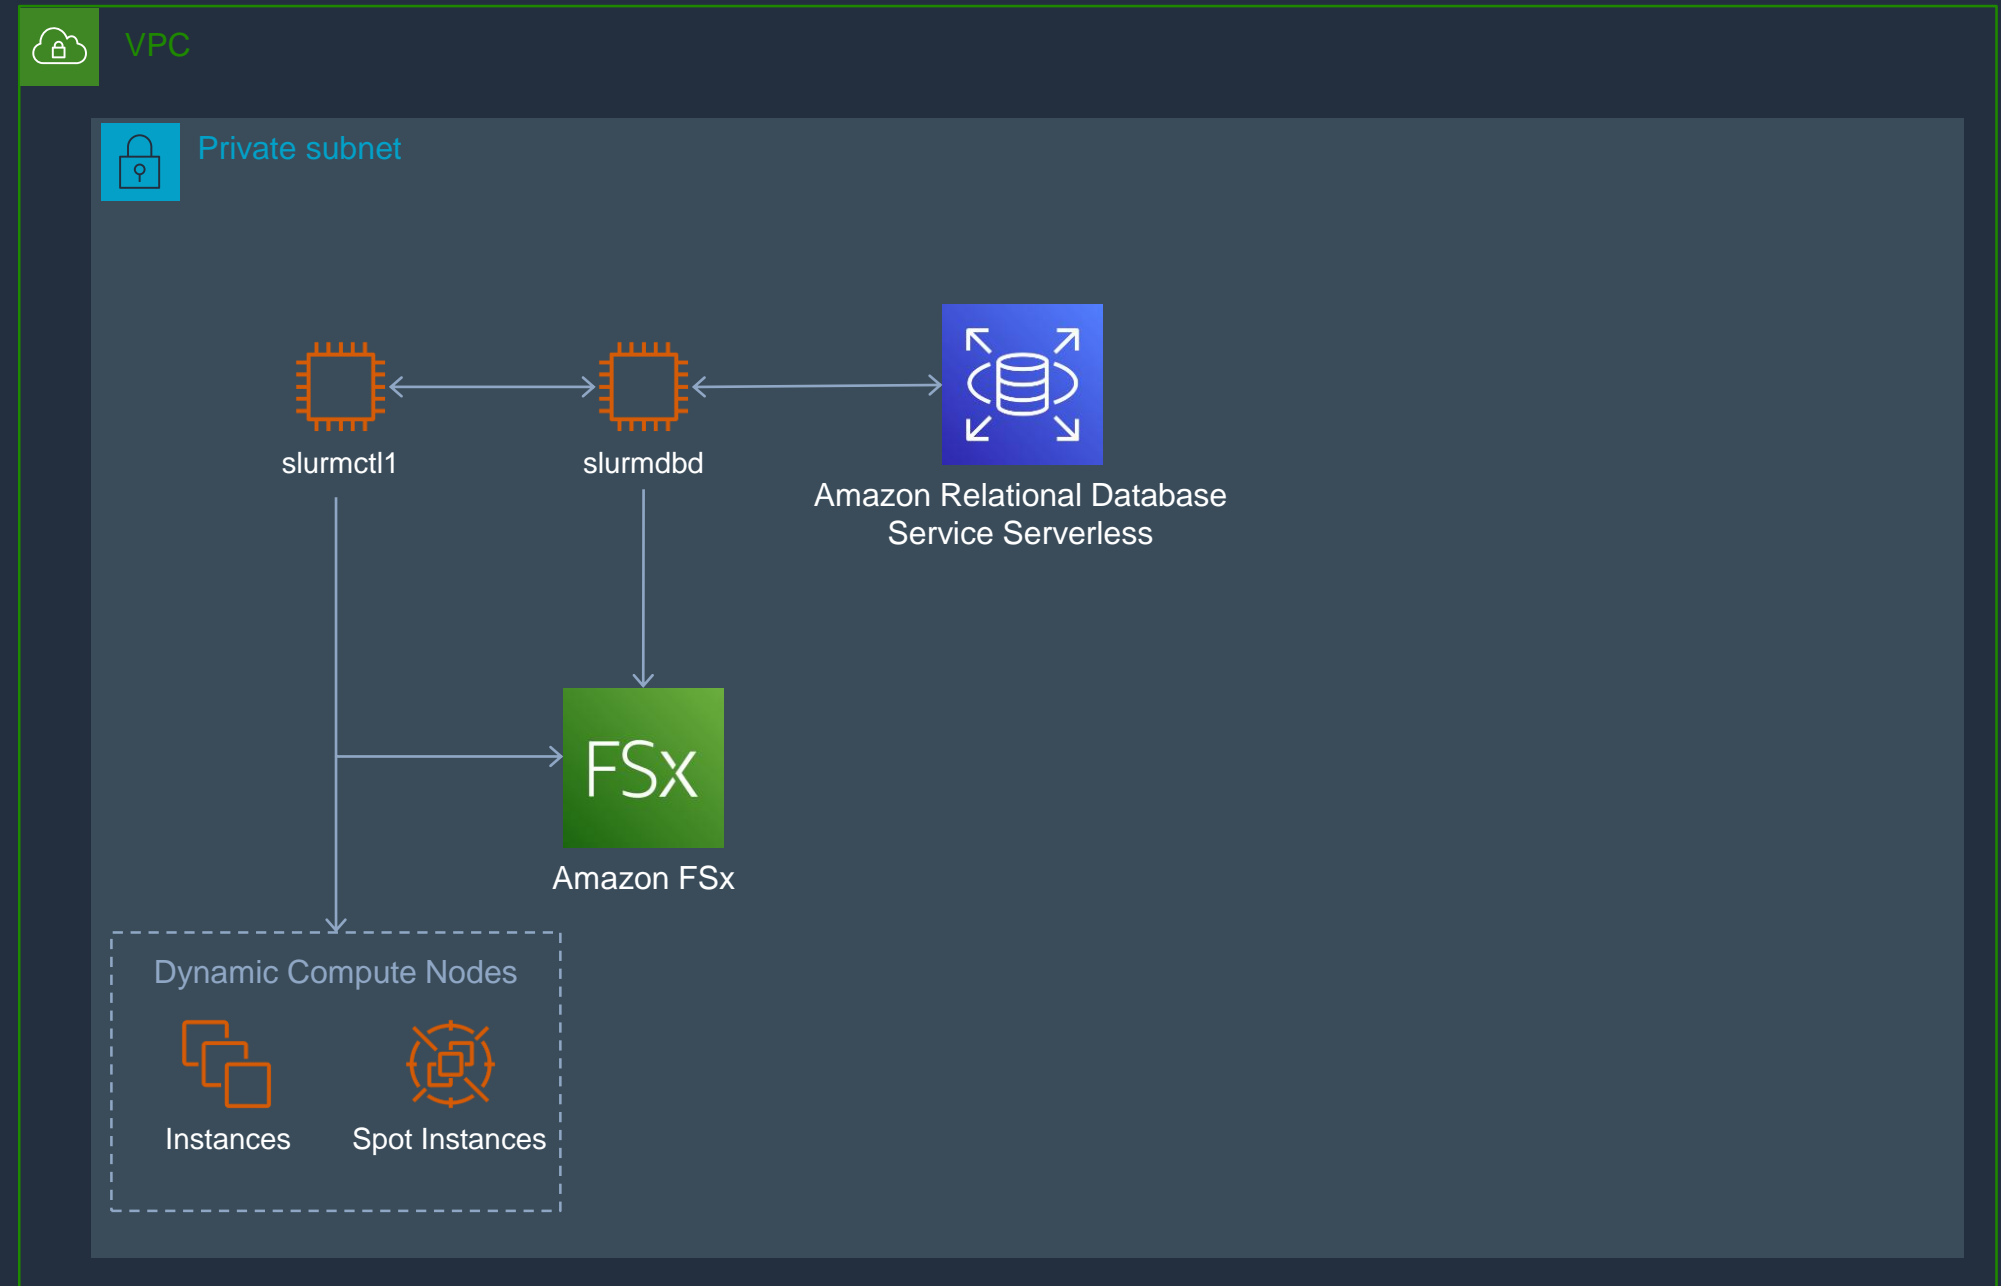 VPC
Private subnet
slurmctl1
slurmdbd
Amazon Relational Database
Service Serverless
FSx
Amazon FSx
Dynamic Compute Nodes
Instances
Spot Instances